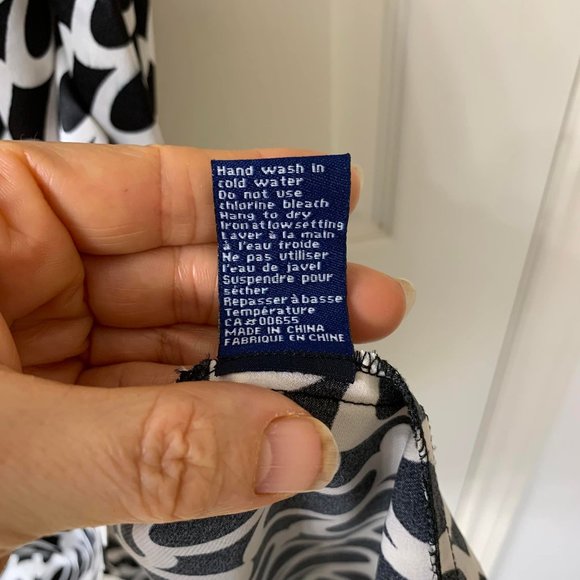 Hand wash in
cold water
Do not use
chlorine bleach
Hang to dry
Iron at low setting
Laver à la main
à l'eau froide
Ne pas utiliser
l'eau de javel
Suspendre pour
sécher
Repasser à basse
Température
CA#00655
MADE IN CHINA
FABRIQUE EN CHINE